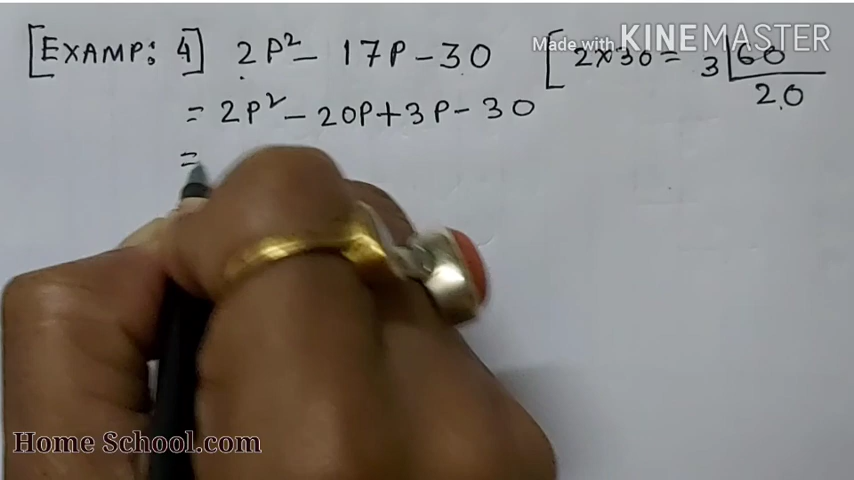 [EXAMP: 4] 2P² - 17P - 30 [2×30 = 3 | 60
20
= 2P² - 20P + 3P - 30
=
Made with KINEMASTER
Home School.com